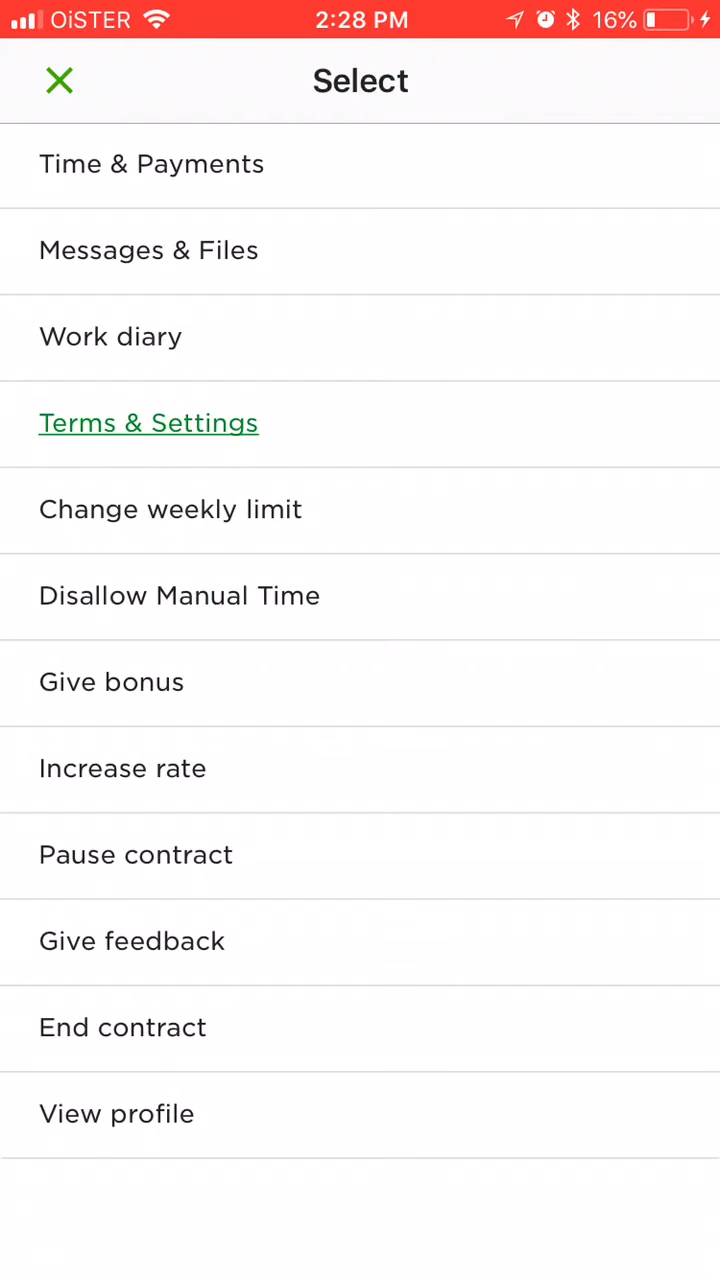 OiSTER 2:28 PM 16%
Select
Time & Payments
Messages & Files
Work diary
Terms & Settings
Change weekly limit
Disallow Manual Time
Give bonus
Increase rate
Pause contract
Give feedback
End contract
View profile